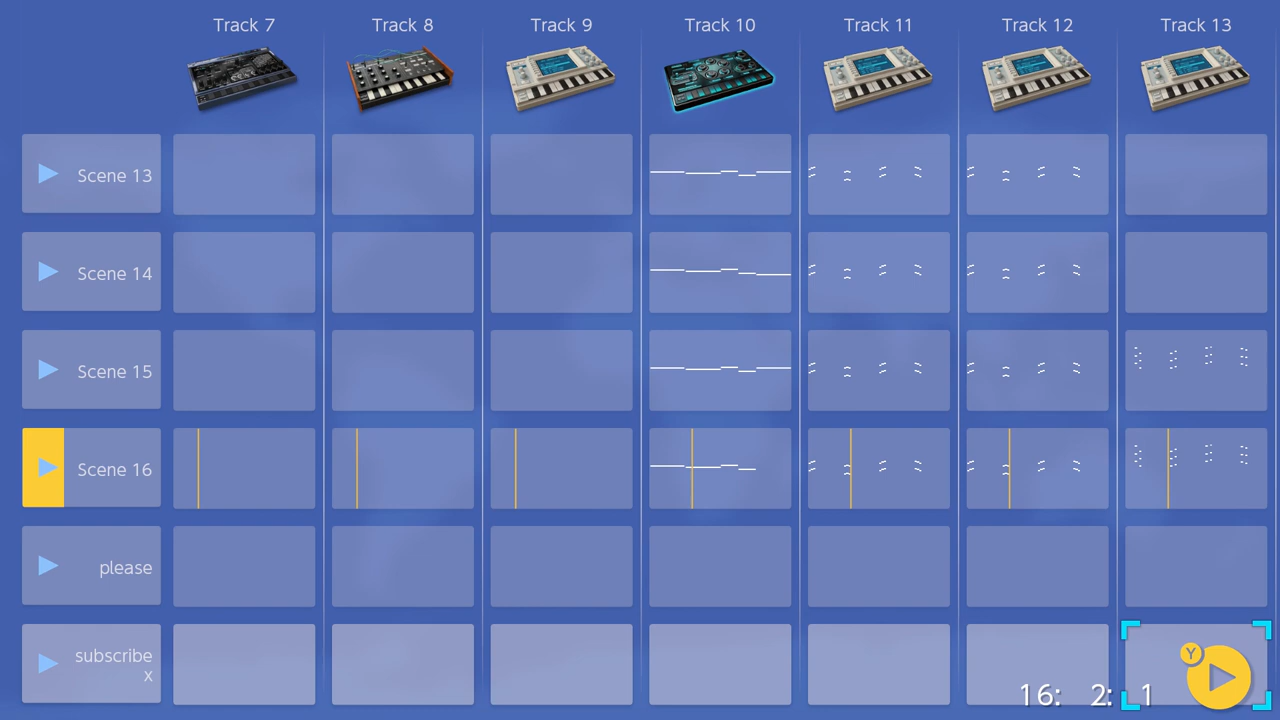 Track 7
Track 8
Track 9
Track 10
Track 11
Track 12
Track 13
Scene 13
Scene 14
Scene 15
Scene 16
please
subscribe
x
Y
16: 2: 1